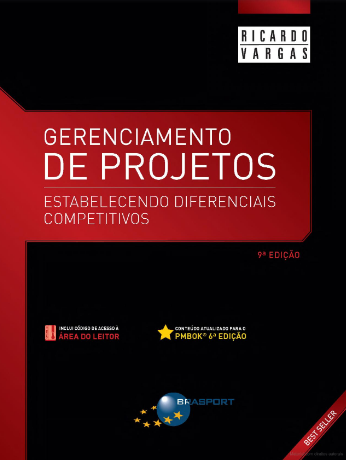 RICARDO
VARGAS
GERENCIAMENTO
DE PROJETOS
ESTABELECENDO DIFERENCIAIS
COMPETITIVOS
9ª EDIÇÃO
INCLUI CÓDIGO DE ACESSO À
ÁREA DO LEITOR
CONTEÚDO ATUALIZADO PARA O
PMBOK® 6ª EDIÇÃO
BRASPORT
BEST SELLER